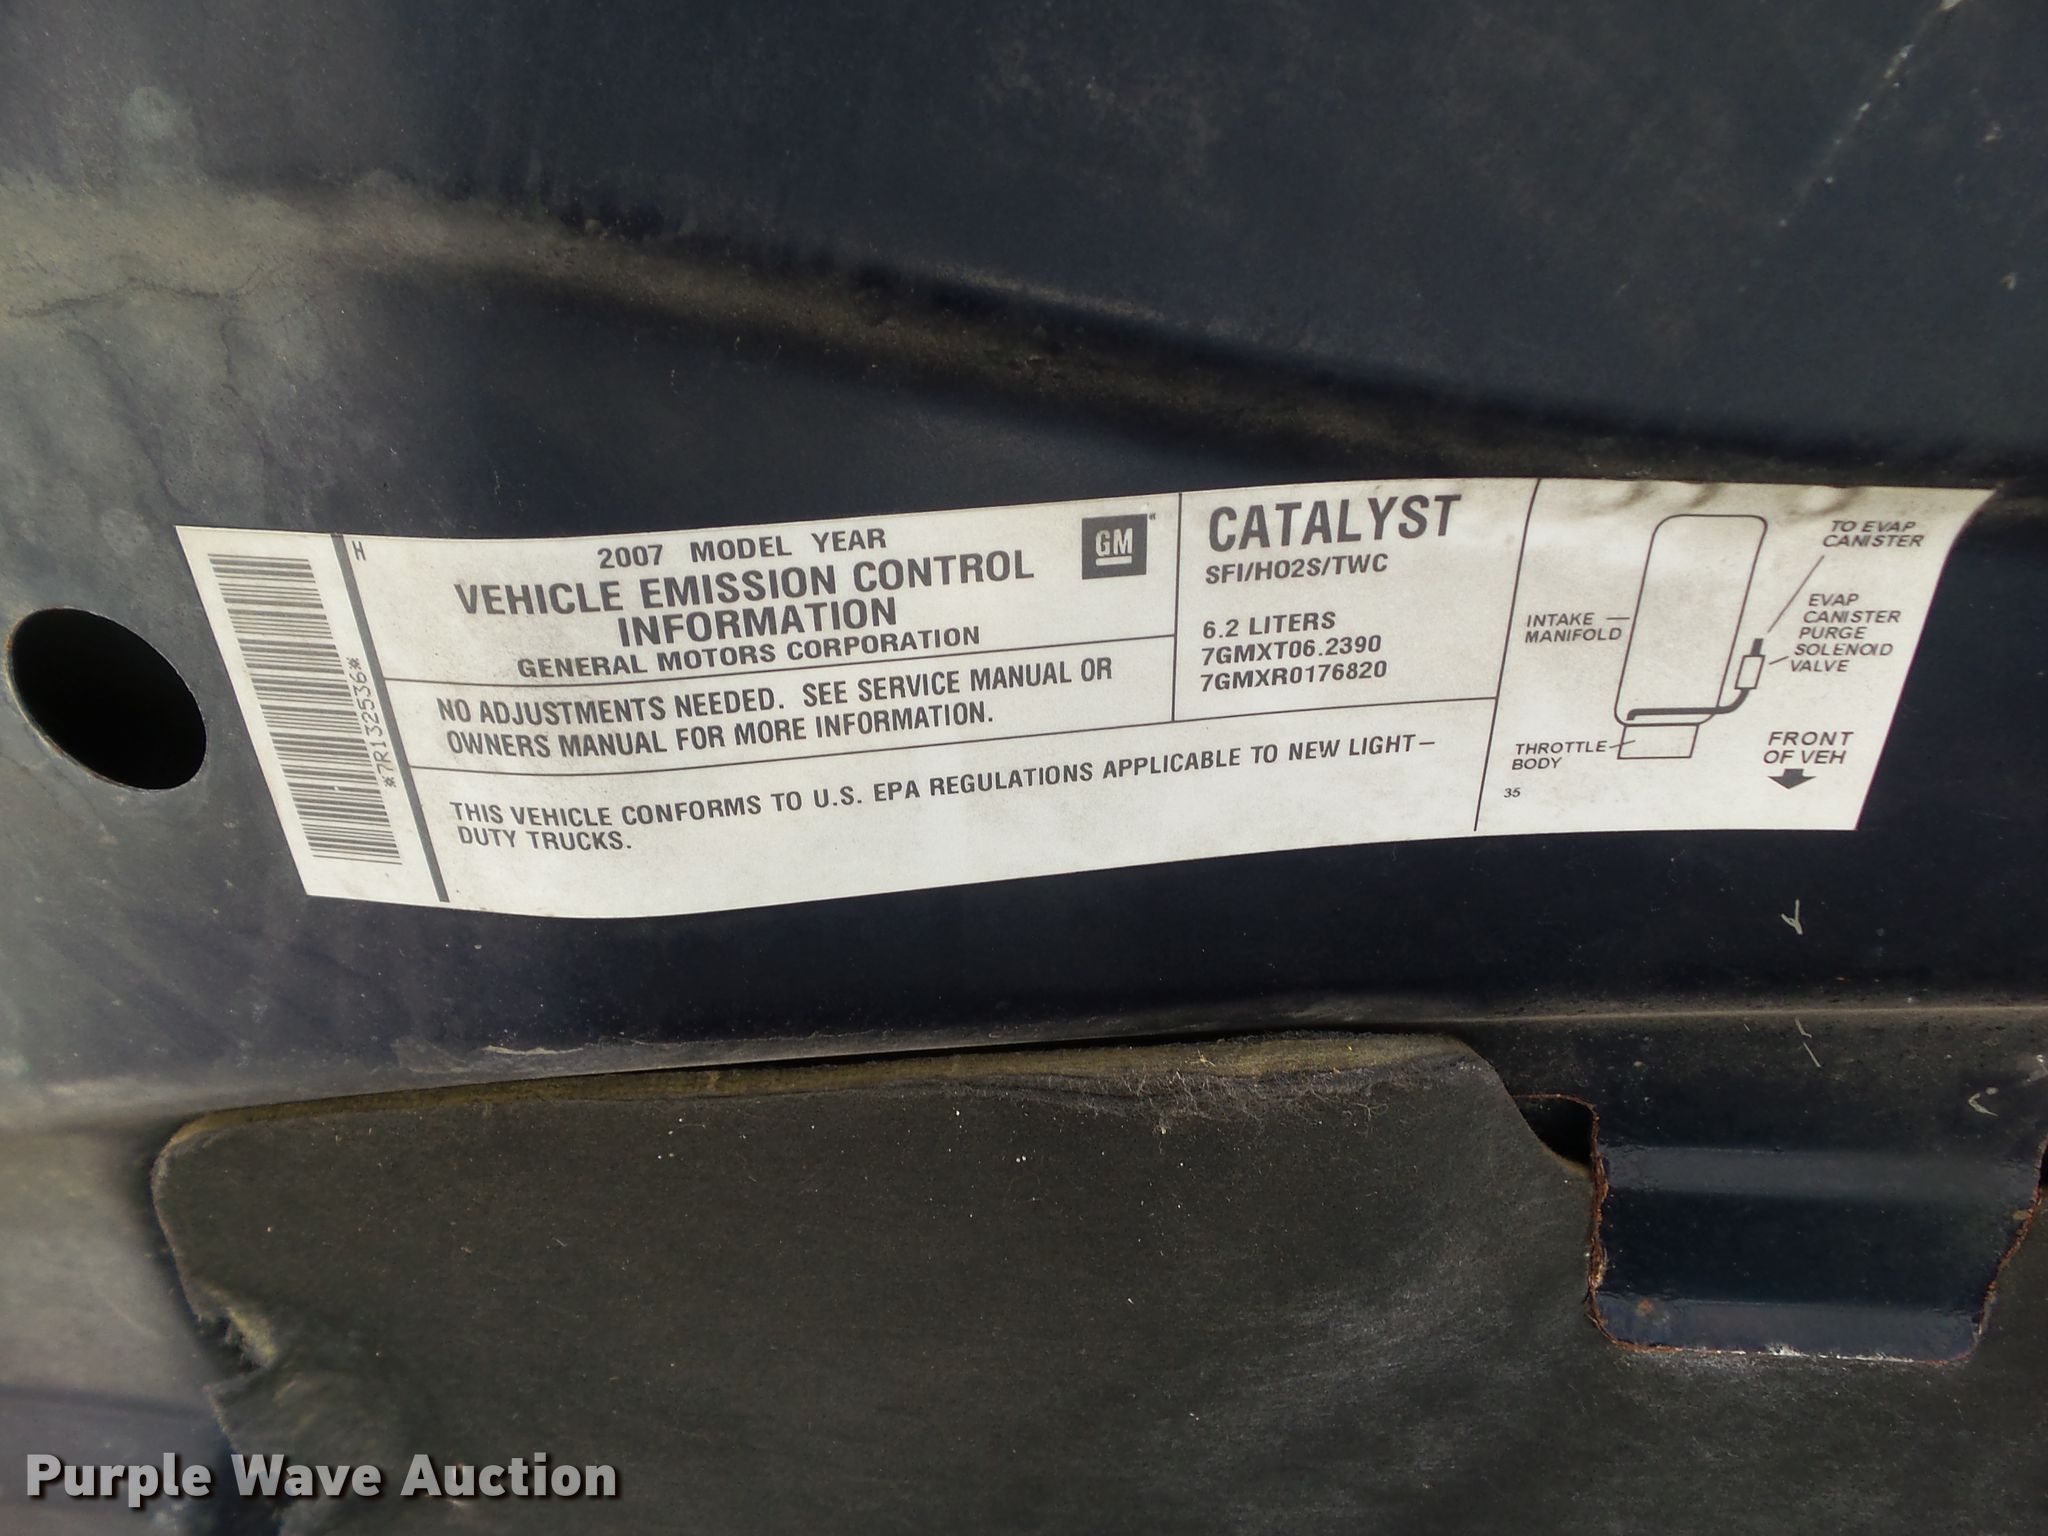 *7R132536*
H
2007 MODEL YEAR
VEHICLE EMISSION CONTROL
INFORMATION
GENERAL MOTORS CORPORATION
GM
NO ADJUSTMENTS NEEDED. SEE SERVICE MANUAL OR
OWNERS MANUAL FOR MORE INFORMATION.
THIS VEHICLE CONFORMS TO U.S. EPA REGULATIONS APPLICABLE TO NEW LIGHT-
DUTY TRUCKS.
CATALYST
SFI/HO2S/TWC
6.2 LITERS
7GMXT06.2390
7GMXR0176820
TO EVAP
CANISTER
INTAKE
MANIFOLD
EVAP
CANISTER
PURGE
SOLENOID
VALVE
THROTTLE
BODY
FRONT
OF VEH
35
Purple Wave Auction